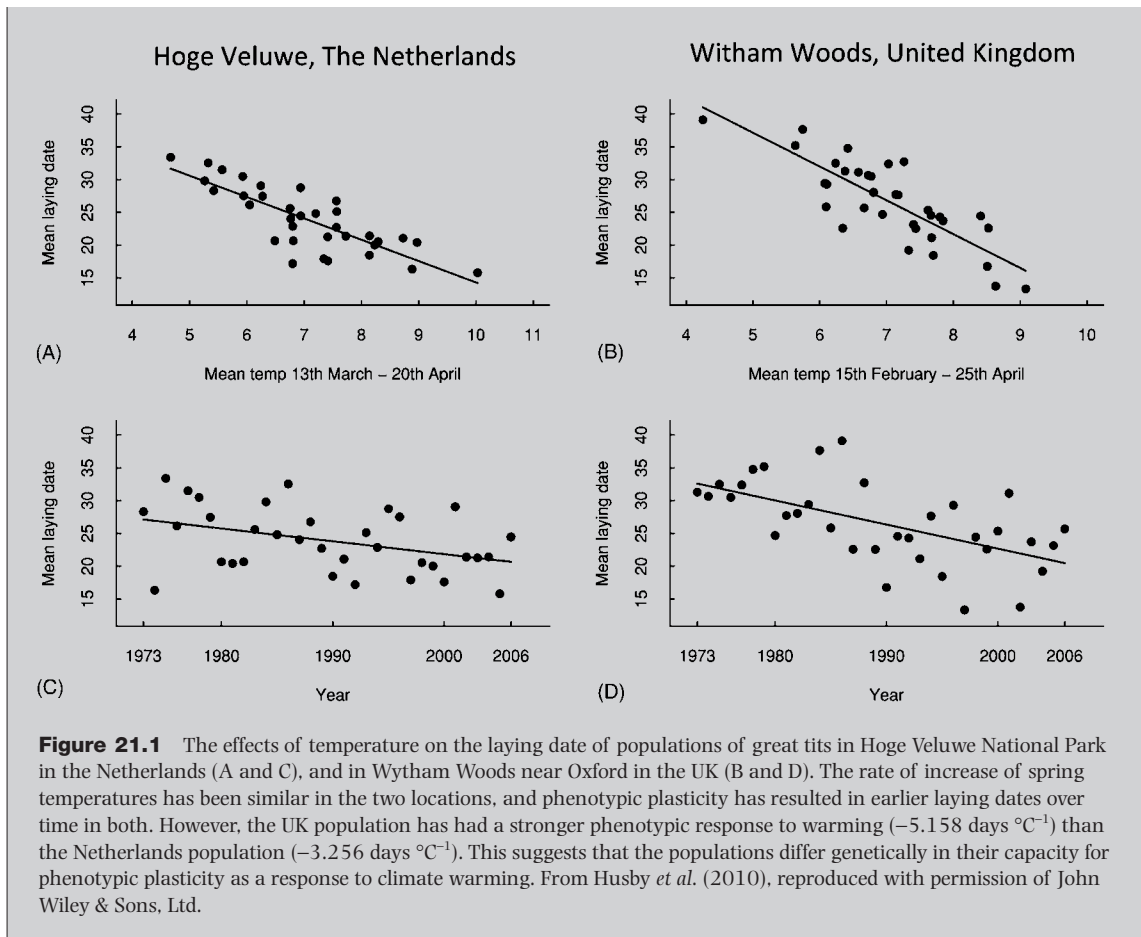 Hoge Veluwe, The Netherlands
Witham Woods, United Kingdom
Mean laying date
40
35
30
25
20
15
4 5 6 7 8 9 10 11
(A)
Mean temp 13th March – 20th April
Mean laying date
40
35
30
25
20
15
4 5 6 7 8 9 10
(B)
Mean temp 15th February – 25th April
Mean laying date
40
35
30
25
20
15
1973 1980 1990 2000 2006
(C)
Year
Mean laying date
40
35
30
25
20
15
1973 1980 1990 2000 2006
(D)
Year
Figure 21.1 The effects of temperature on the laying date of populations of great tits in Hoge Veluwe National Park
in the Netherlands (A and C), and in Wytham Woods near Oxford in the UK (B and D). The rate of increase of spring
temperatures has been similar in the two locations, and phenotypic plasticity has resulted in earlier laying dates over
time in both. However, the UK population has had a stronger phenotypic response to warming (−5.158 days °C⁻¹) than
the Netherlands population (−3.256 days °C⁻¹). This suggests that the populations differ genetically in their capacity for
phenotypic plasticity as a response to climate warming. From Husby et al. (2010), reproduced with permission of John
Wiley & Sons, Ltd.